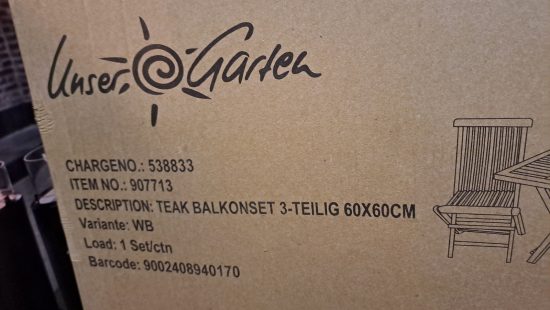 Unser Garten
CHARGENO.: 538833
ITEM NO.: 907713
DESCRIPTION: TEAK BALKONSET 3-TEILIG 60X60CM
Variante: WB
Load: 1 Set/ctn
Barcode: 9002408940170